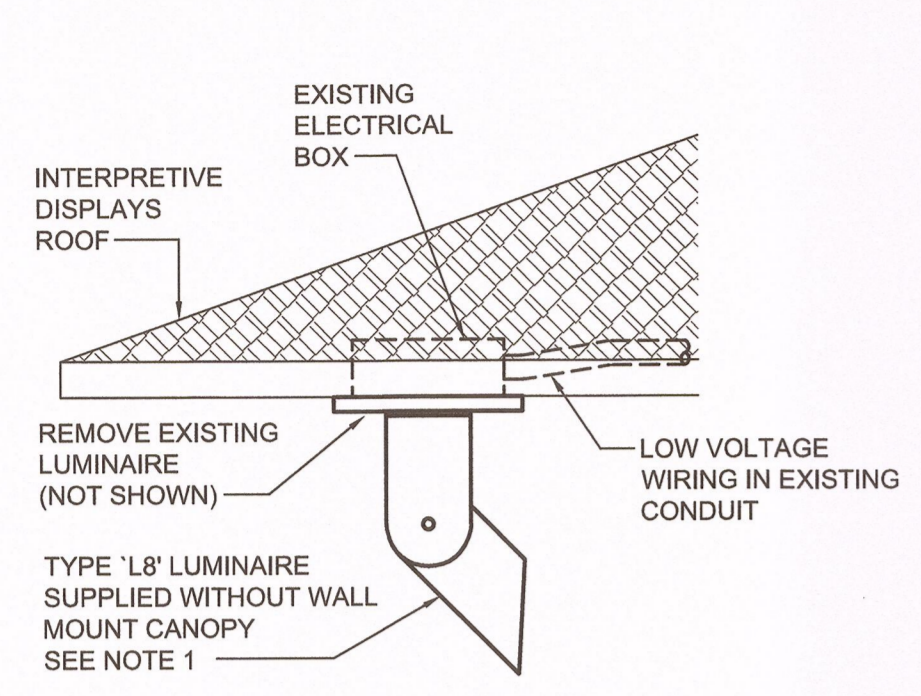 EXISTING
ELECTRICAL
BOX
INTERPRETIVE
DISPLAYS
ROOF
REMOVE EXISTING
LUMINAIRE
(NOT SHOWN)
LOW VOLTAGE
WIRING IN EXISTING
CONDUIT
TYPE `L8' LUMINAIRE
SUPPLIED WITHOUT WALL
MOUNT CANOPY
SEE NOTE 1